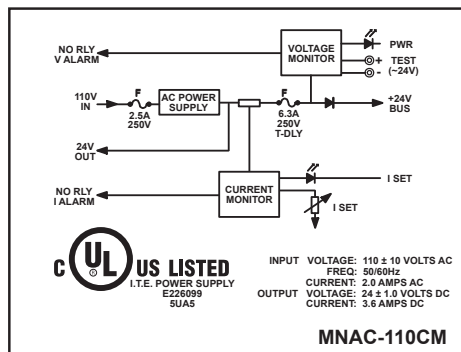 NO RLY
V ALARM
VOLTAGE
MONITOR
PWR
+ TEST
- (~24V)
110V
IN
F
2.5A
250V
AC POWER
SUPPLY
F
6.3A
250V
T-DLY
+24V
BUS
24V
OUT
NO RLY
I ALARM
CURRENT
MONITOR
I SET
I SET
C UL US LISTED
®
I.T.E. POWER SUPPLY
E226099
5UA5
INPUT VOLTAGE: 110 ± 10 VOLTS AC
FREQ: 50/60Hz
CURRENT: 2.0 AMPS AC
OUTPUT VOLTAGE: 24 ± 1.0 VOLTS DC
CURRENT: 3.6 AMPS DC
MNAC-110CM